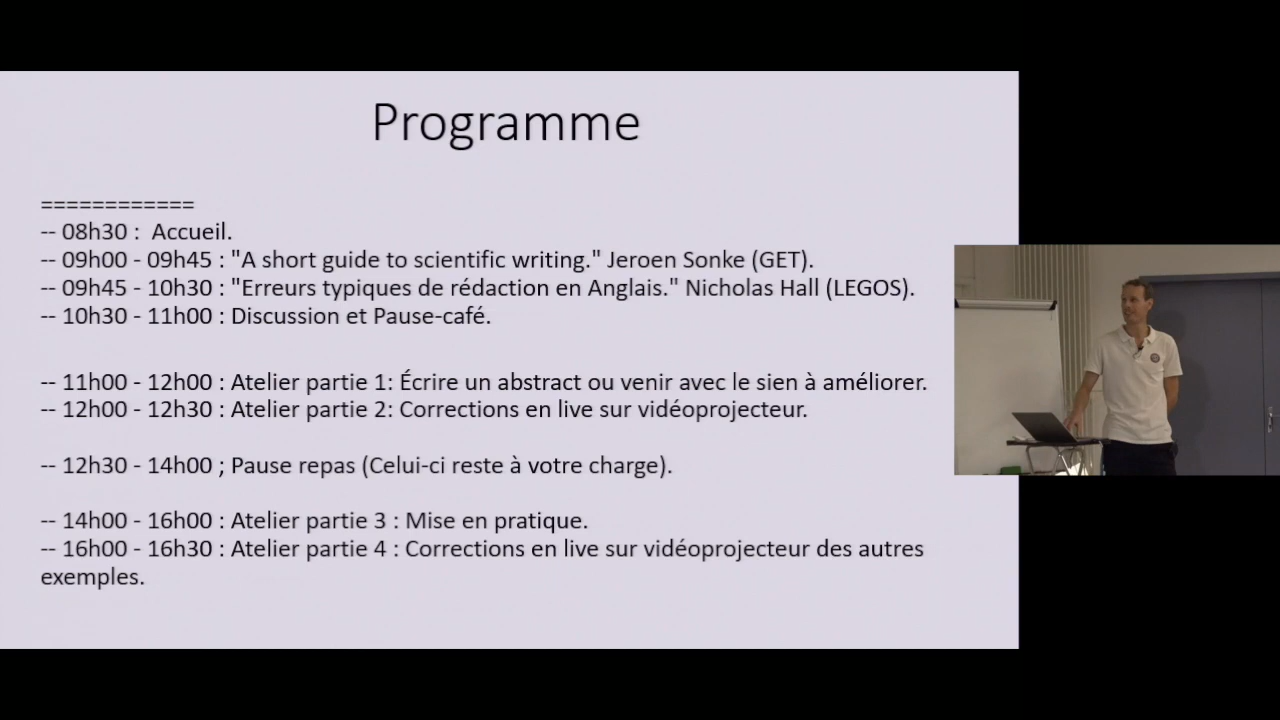 Programme
============
-- 08h30 :  Accueil.
-- 09h00 - 09h45 : "A short guide to scientific writing." Jeroen Sonke (GET).
-- 09h45 - 10h30 : "Erreurs typiques de rédaction en Anglais." Nicholas Hall (LEGOS).
-- 10h30 - 11h00 : Discussion et Pause-café.
-- 11h00 - 12h00 : Atelier partie 1: Écrire un abstract ou venir avec le sien à améliorer.
-- 12h00 - 12h30 : Atelier partie 2: Corrections en live sur vidéoprojecteur.
-- 12h30 - 14h00 ; Pause repas (Celui-ci reste à votre charge).
-- 14h00 - 16h00 : Atelier partie 3 : Mise en pratique.
-- 16h00 - 16h30 : Atelier partie 4 : Corrections en live sur vidéoprojecteur des autres
exemples.